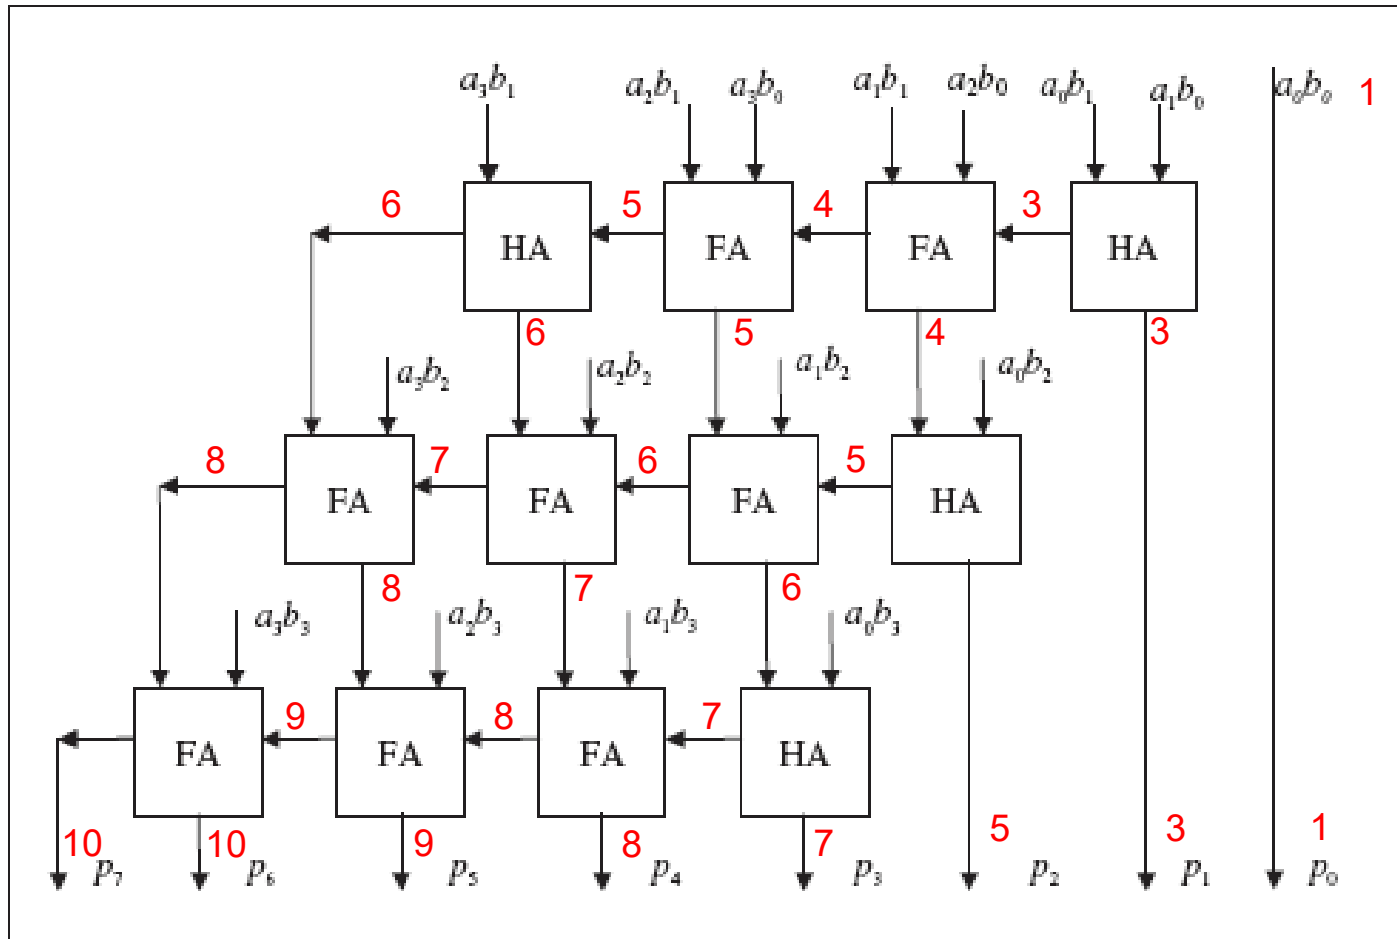 a₃b₁ a₂b₁ a₃b₀ a₁b₁ a₂b₀ a₀b₁ a₁b₀ a₀b₀ 1
6 5 4 3
HA FA FA HA
6 5 4 3
a₃b₂ a₂b₂ a₁b₂ a₀b₂
8 7 6 5
FA FA FA HA
8 7 6
a₃b₃ a₂b₃ a₁b₃ a₀b₃
9 8 7
FA FA FA HA
10 10 9 8 7 5 3 1
p₇ p₆ p₅ p₄ p₃ p₂ p₁ p₀